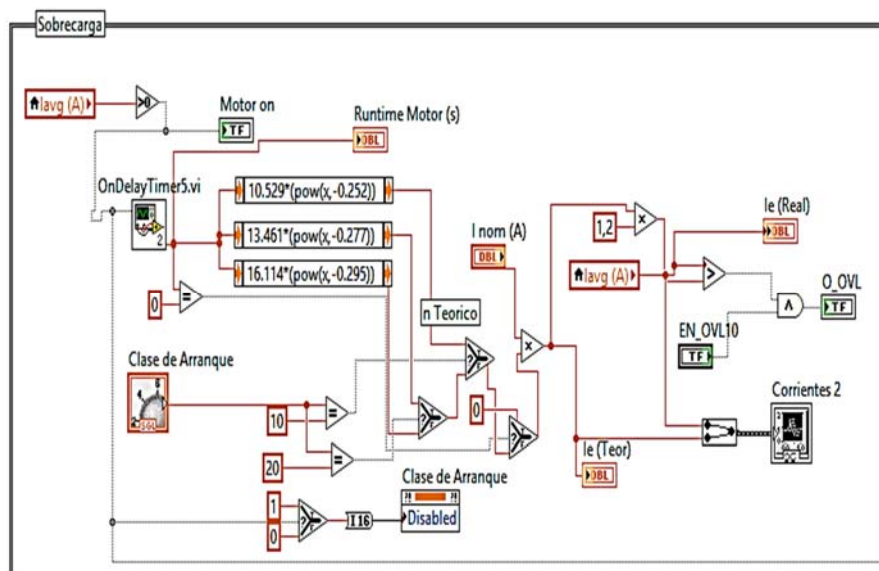 Sobrecarga
Iavg (A)
>0
Motor on
TF
Runtime Motor (s)
DBL
OnDelayTimer5.vi
2
10.529*(pow(x,-0.252))
13.461*(pow(x,-0.277))
16.114*(pow(x,-0.295))
0
=
n Teorico
I nom (A)
DBL
x
1,2
x
Ie (Real)
DBL
Iavg (A)
>
O_OVL
TF
EN_OVL10
TF
Clase de Arranque
10
=
20
=
?
?
0
?
Corrientes 2
Ie (Teor)
DBL
Clase de Arranque
Disabled
1
0
?
I16